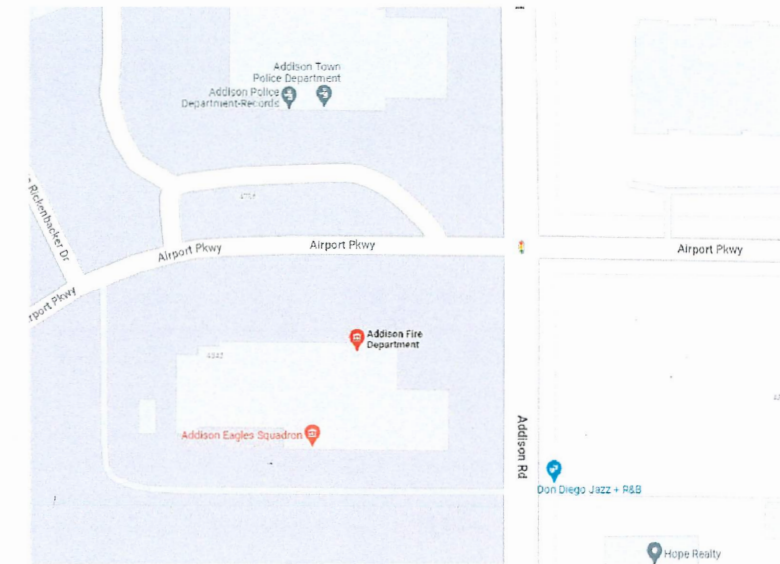 Addison Town
Police Department
Addison Police
Department-Records
Rickenbacker Dr
Airport Pkwy
Airport Pkwy
Airport Pkwy
rport Pkwy
Addison Fire
Department
Addison Eagles Squadron
Addison Rd
Don Diego Jazz + R&B
Hope Realty